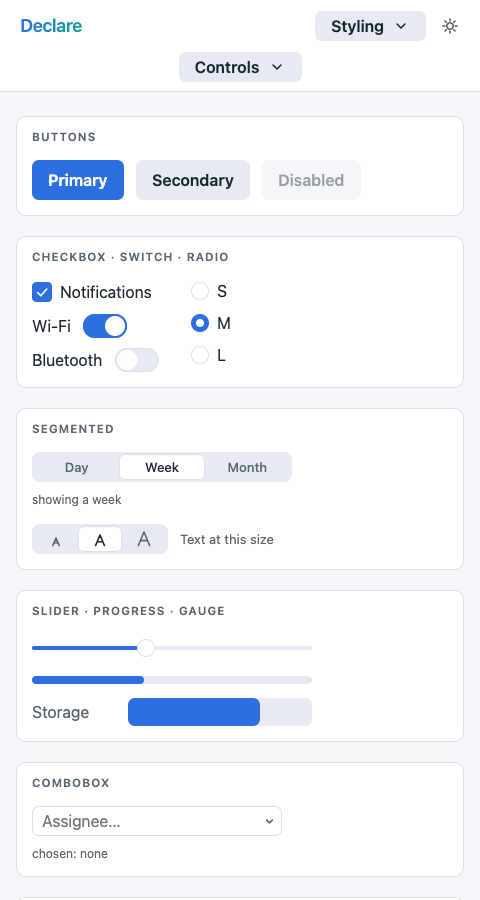 Declare
Styling
Controls
BUTTONS
Primary Secondary Disabled
CHECKBOX · SWITCH · RADIO
Notifications
Wi-Fi
Bluetooth
S
M
L
SEGMENTED
Day Week Month
showing a week
A A A Text at this size
SLIDER · PROGRESS · GAUGE
Storage
COMBOBOX
Assignee...
chosen: none